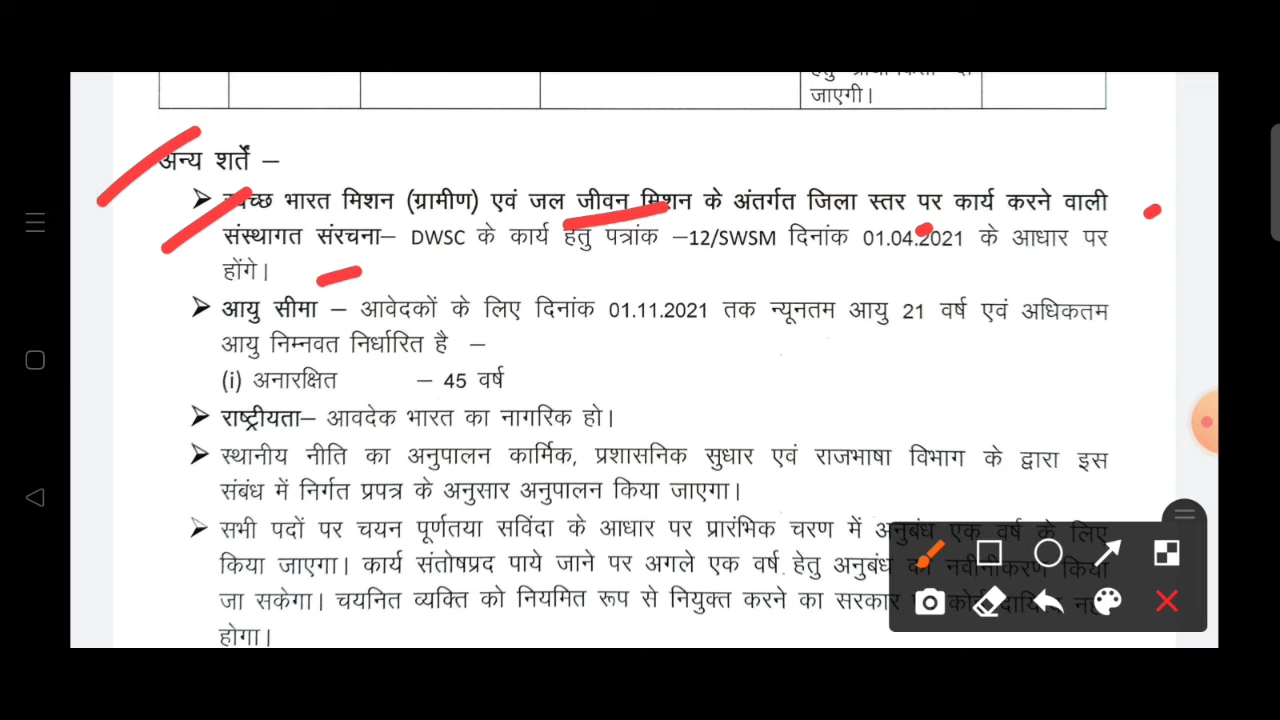 जाएगी।
अन्य शर्तें –
स्वच्छ भारत मिशन (ग्रामीण) एवं जल जीवन मिशन के अंतर्गत जिला स्तर पर कार्य करने वाली
संस्थागत संरचना– DWSC के कार्य हेतु पत्रांक –12/SWSM दिनांक 01.04.2021 के आधार पर
होंगे।
आयु सीमा – आवेदकों के लिए दिनांक 01.11.2021 तक न्यूनतम आयु 21 वर्ष एवं अधिकतम
आयु निम्नवत निर्धारित है –
(i) अनारक्षित – 45 वर्ष
राष्ट्रीयता– आवदेक भारत का नागरिक हो।
स्थानीय नीति का अनुपालन कार्मिक, प्रशासनिक सुधार एवं राजभाषा विभाग के द्वारा इस
संबंध में निर्गत प्रपत्र के अनुसार अनुपालन किया जाएगा।
सभी पदों पर चयन पूर्णतया सविंदा के आधार पर प्रारंभिक चरण में अनुबंध एक वर्ष के लिए
किया जाएगा। कार्य संतोषप्रद पाये जाने पर अगले एक वर्ष हेतु अनुबंध का नवीनीकरण किया
जा सकेगा। चयनित व्यक्ति को नियमित रूप से नियुक्त करने का सरकार
होगा।